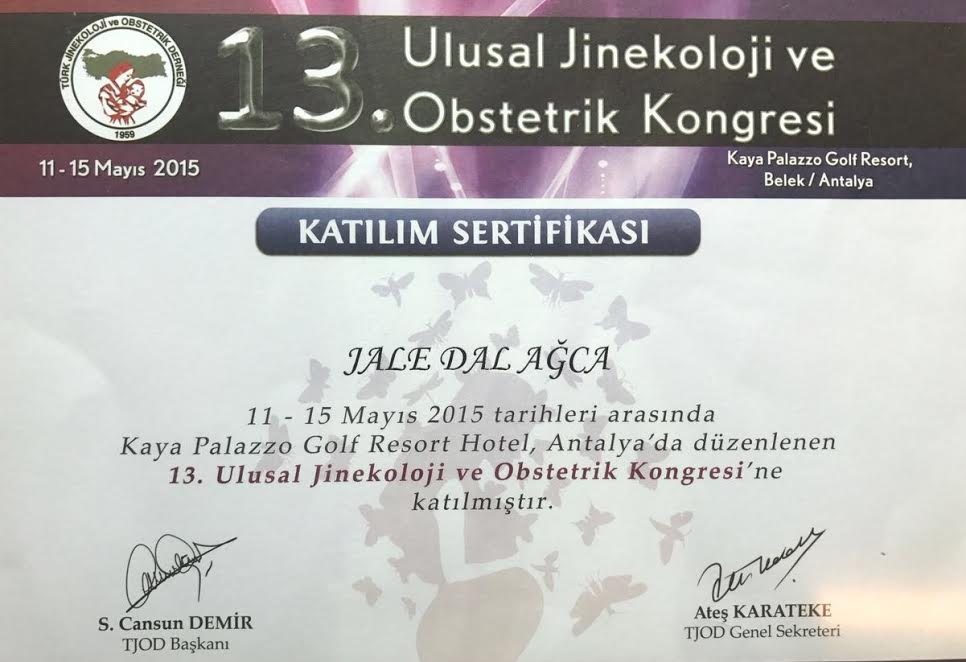 TÜRK JİNEKOLOJİ ve OBSTETRİK DERNEĞİ
1959
13. Ulusal Jinekoloji ve
Obstetrik Kongresi
11 - 15 Mayıs 2015
Kaya Palazzo Golf Resort,
Belek / Antalya
KATILIM SERTİFİKASI
JALE DAL AĞCA
11 - 15 Mayıs 2015 tarihleri arasında
Kaya Palazzo Golf Resort Hotel, Antalya'da düzenlenen
13. Ulusal Jinekoloji ve Obstetrik Kongresi'ne
katılmıştır.
S. Cansun DEMİR
TJOD Başkanı
Ateş KARATEKE
TJOD Genel Sekreteri